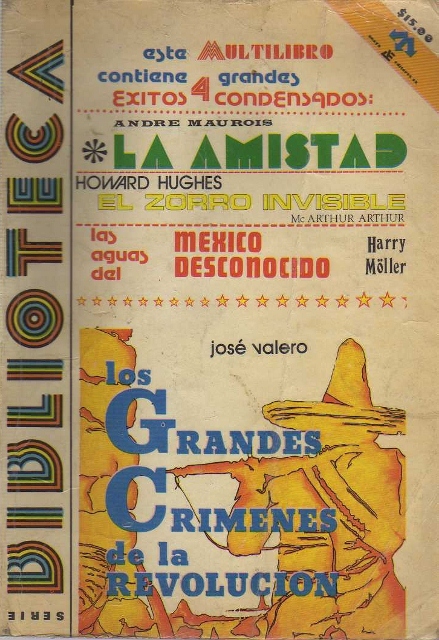 $15.00
este MULTILIBRO
contiene 4 grandes
EXITOS CONDENSADOS:
ANDRE MAUROIS
* LA AMISTAD
HOWARD HUGHES
EL ZORRO INVISIBLE
Mc ARTHUR ARTHUR
las aguas del
MEXICO DESCONOCIDO
Harry Möller
josé valero
los
GRANDES
CRIMENES
de la
REVOLUCION
SERIE
BIBLIOTECA